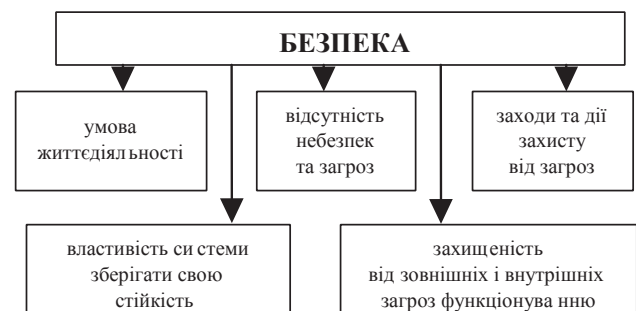 БЕЗПЕКА
умова
життєдіяльності
відсутність
небезпек
та загроз
заходи та дії
захисту
від загроз
властивість си стеми
зберігати свою
стійкість
захищеність
від зовнішніх і внутрішніх
загроз функціонува нню